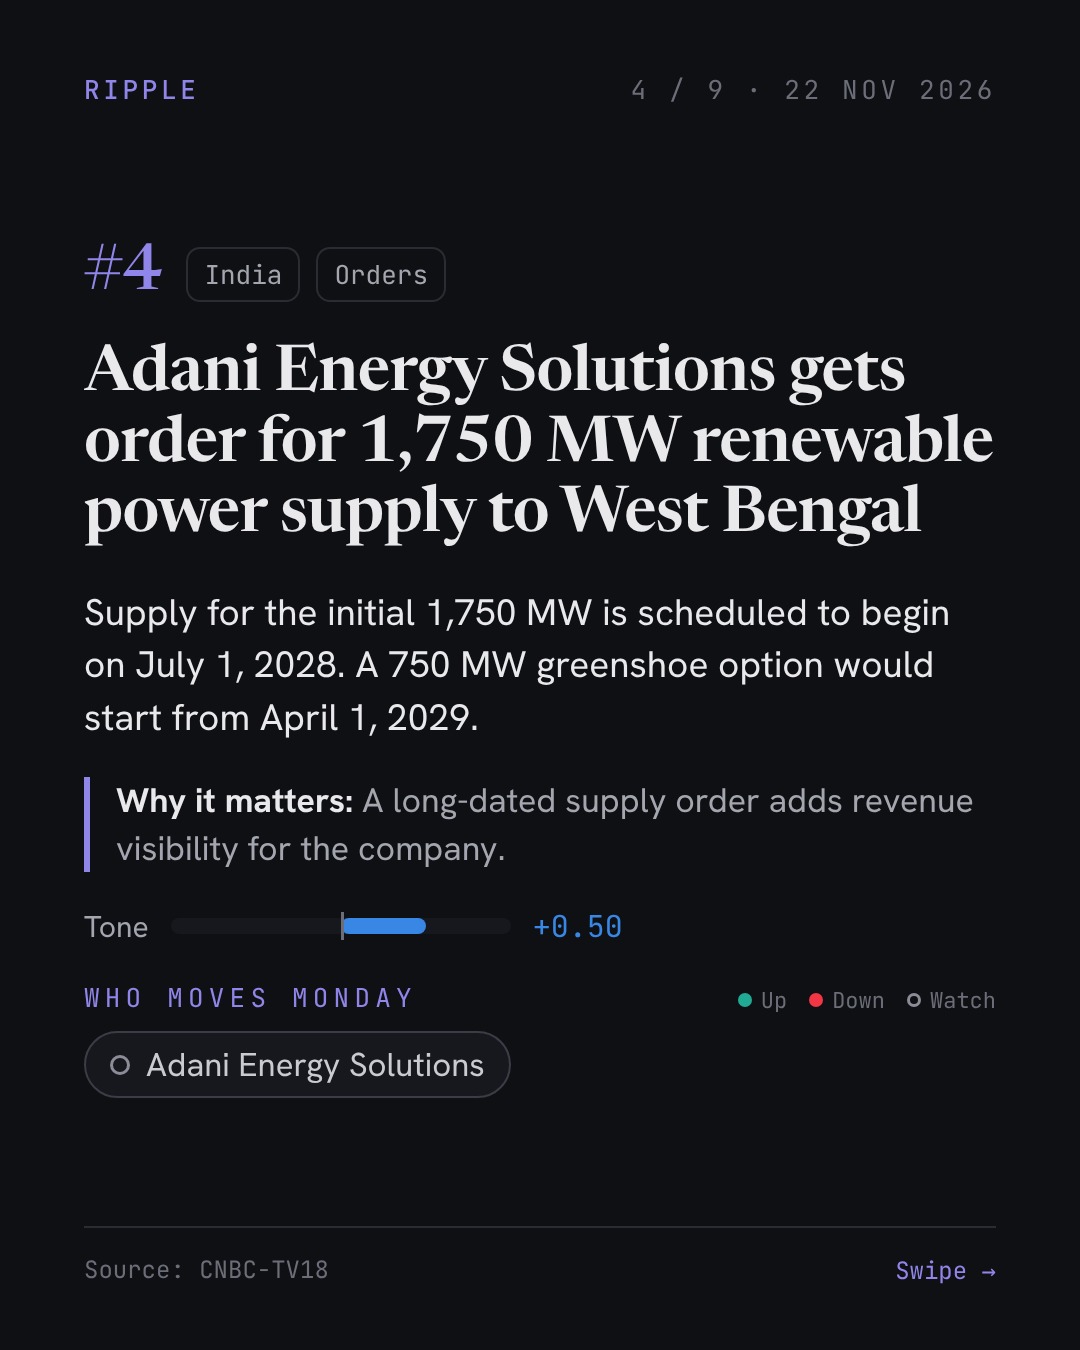 RIPPLE
4 / 9 · 22 NOV 2026
#4
India
Orders
Adani Energy Solutions gets
order for 1,750 MW renewable
power supply to West Bengal
Supply for the initial 1,750 MW is scheduled to begin
on July 1, 2028. A 750 MW greenshoe option would
start from April 1, 2029.
Why it matters: A long-dated supply order adds revenue
visibility for the company.
Tone
+0.50
WHO MOVES MONDAY
Up
Down
Watch
Adani Energy Solutions
Source: CNBC-TV18
Swipe →